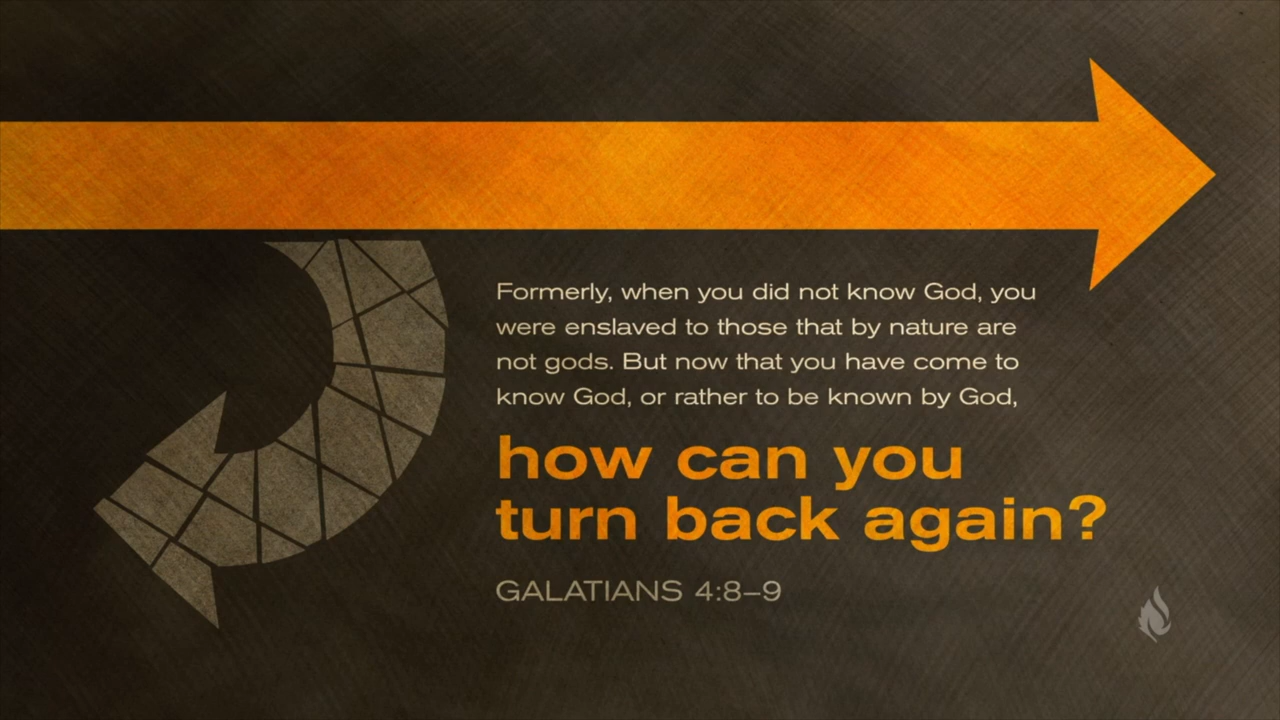 Formerly, when you did not know God, you
were enslaved to those that by nature are
not gods. But now that you have come to
know God, or rather to be known by God,
how can you
turn back again?
GALATIANS 4:8–9